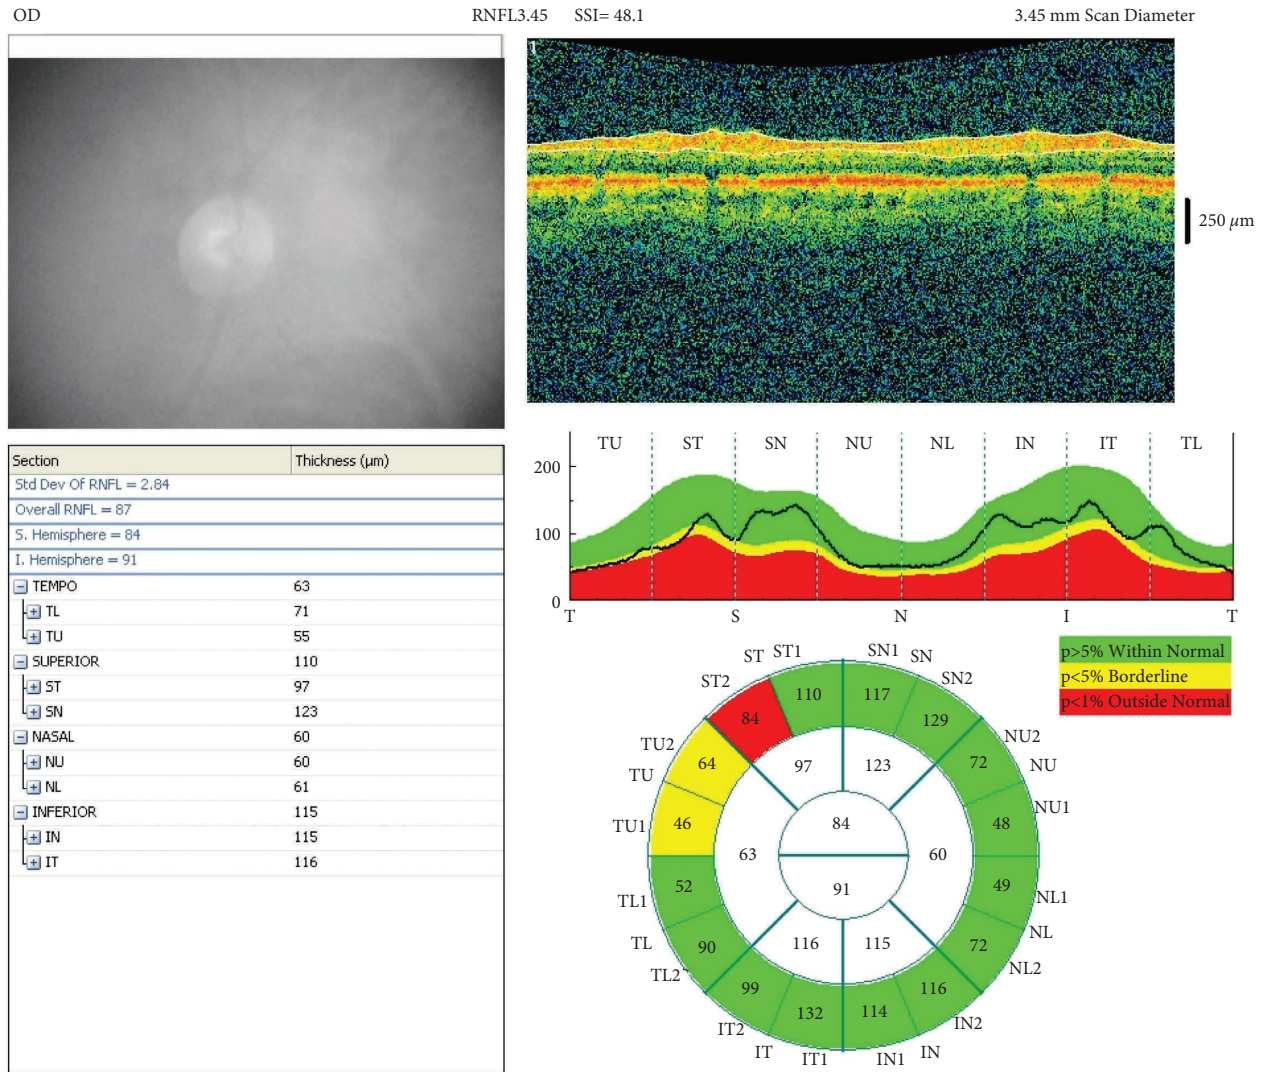 OD RNFL3.45 SSI= 48.1 3.45 mm Scan Diameter
1
250 µm
Section Thickness (µm)
Std Dev Of RNFL = 2.84
Overall RNFL = 87
S. Hemisphere = 84
I. Hemisphere = 91
TEMPO 63
TL 71
TU 55
SUPERIOR 110
ST 97
SN 123
NASAL 60
NU 60
NL 61
INFERIOR 115
IN 115
IT 116
TU ST SN NU NL IN IT TL
200
100
0
T S N I T
p>5% Within Normal
p<5% Borderline
p<1% Outside Normal
ST ST1 SN1 SN
ST2 SN2
110 117
84 129
TU2 NU2
TU 64 97 123 72 NU
TU1 46 84 48 NU1
63 60
TL1 52 91 49 NL1
TL 90 116 115 72 NL
TL2 NL2
99 116
132 114
IT2 IN2
IT IT1 IN1 IN